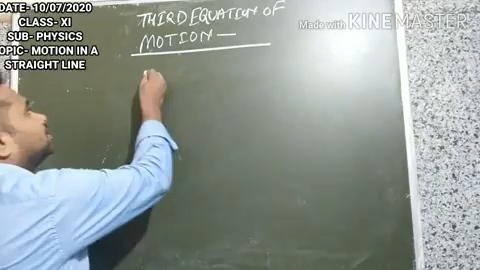 DATE- 10/07/2020
CLASS- XI
SUB- PHYSICS
OPIC- MOTION IN A
STRAIGHT LINE
THIRD EQUATION OF
MOTION —
Made with KINEMASTER